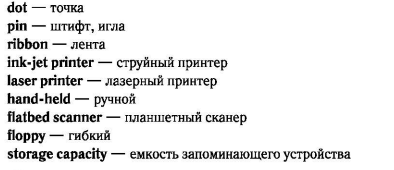 dot — точка
pin — штифт, игла
ribbon — лента
ink-jet printer — струйный принтер
laser printer — лазерный принтер
hand-held — ручной
flatbed scanner — планшетный сканер
floppy — гибкий
storage capacity — емкость запоминающего устройства